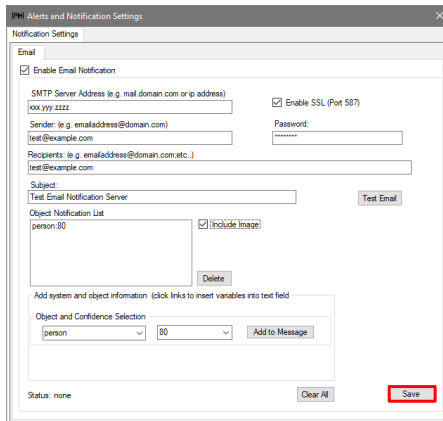 IPHI Alerts and Notification Settings
Notification Settings
Email
Enable Email Notification
SMTP Server Address (e.g. mail.domain.com or ip address)
xxx.yyy.zzzz
Enable SSL (Port 587)
Sender: (e.g. emailaddress@domain.com)
Password:
test@example.com
********
Recipients: (e.g. emailaddress@domain.com;etc..)
test@example.com
Subject:
Test Email Notification Server
Test Email
Object Notification List
person:80
Include Image
Delete
Add system and object information (click links to insert variables into text field
Object and Confidence Selection
person
80
Add to Message
Status: none
Clear All
Save